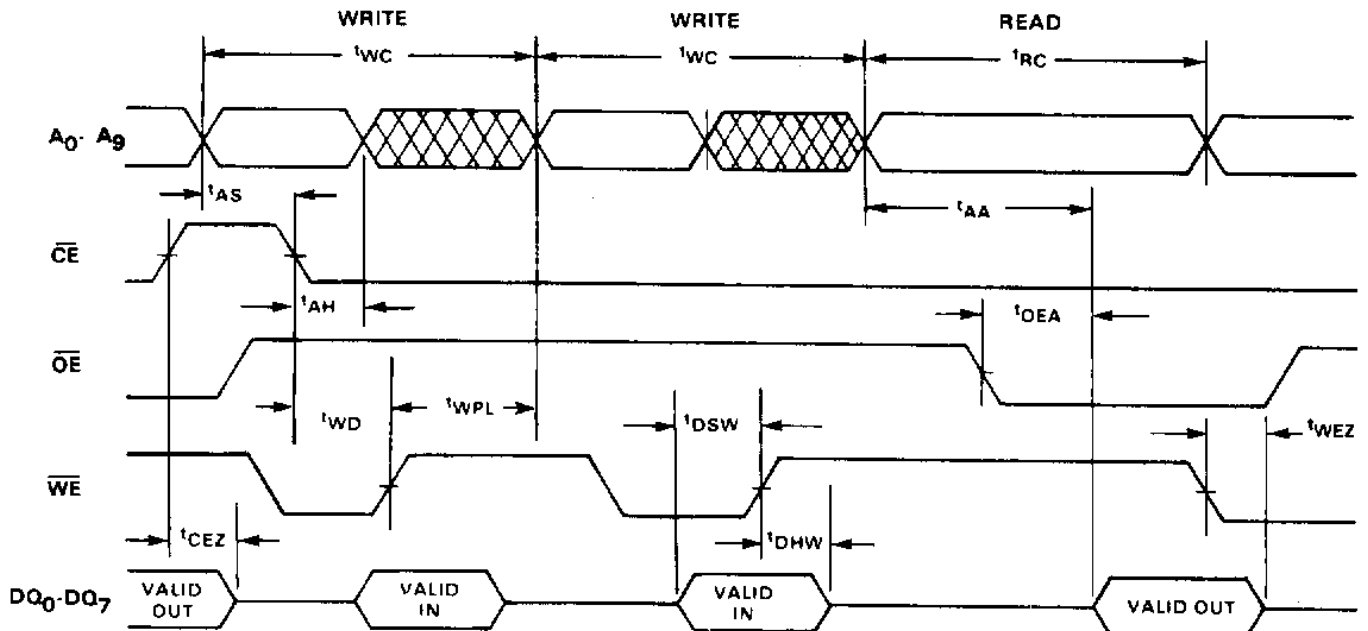 WRITE WRITE READ
tWC tWC tRC
A0- A9
tAS
tAA
CE
tAH
tOEA
OE
tWD tWPL tDSW tWEZ
WE
tCEZ tDHW
DQ0-DQ7 VALID OUT VALID IN VALID IN VALID OUT